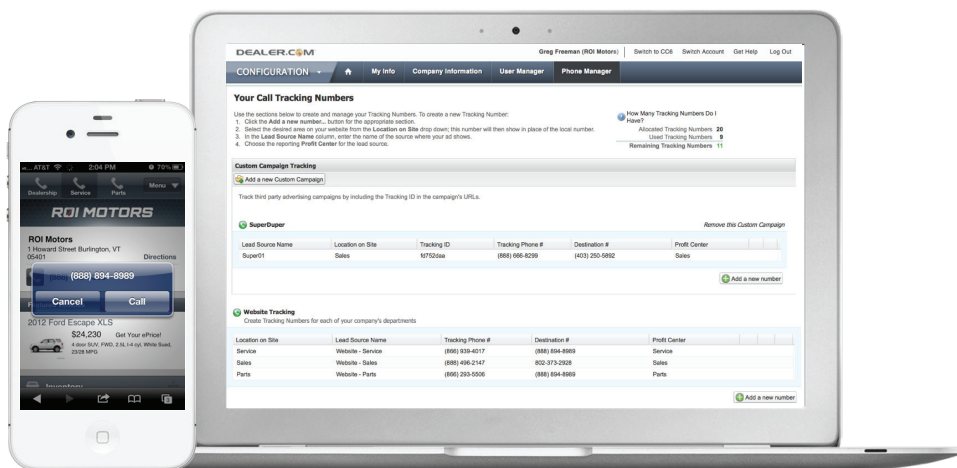 AT&T 2:04 PM 70%
Dealership Service Parts Menu
ROI MOTORS
ROI Motors
1 Howard Street Burlington, VT
05401 Directions
(888) 894-8989
Cancel Call
2012 Ford Escape XLS
$24,230 Get Your ePrice!
4 door SUV, FWD, 2.5L I-4 cyl, White Sued,
23/28 MPG
Inventory
DEALER.COM
Greg Freeman (ROI Motors) Switch to CC6 Switch Account Get Help Log Out
CONFIGURATION My Info Company Information User Manager Phone Manager
Your Call Tracking Numbers
Use the sections below to create and manage your Tracking Numbers. To create a new Tracking Number:
1. Click the Add a new number... button for the appropriate section.
2. Select the desired area on your website from the Location on Site drop down; this number will then show in place of the local number.
3. In the Lead Source Name column, enter the name of the source where your ad shows.
4. Choose the reporting Profit Center for the lead source.
How Many Tracking Numbers Do I
Have?
Allocated Tracking Numbers 20
Used Tracking Numbers 9
Remaining Tracking Numbers 11
Custom Campaign Tracking
Add a new Custom Campaign
Track third party advertising campaigns by including the Tracking ID in the campaign's URLs.
SuperDuper Remove this Custom Campaign
Lead Source Name Location on Site Tracking ID Tracking Phone # Destination # Profit Center
Super01 Sales fd752daa (888) 666-8299 (403) 250-5892 Sales
Add a new number
Website Tracking
Create Tracking Numbers for each of your company's departments
Location on Site Lead Source Name Tracking Phone # Destination # Profit Center
Service Website - Service (866) 939-4017 (888) 894-8989 Service
Sales Website - Sales (888) 496-2147 802-373-2928 Sales
Parts Website - Parts (866) 293-5506 (888) 894-8989 Parts
Add a new number